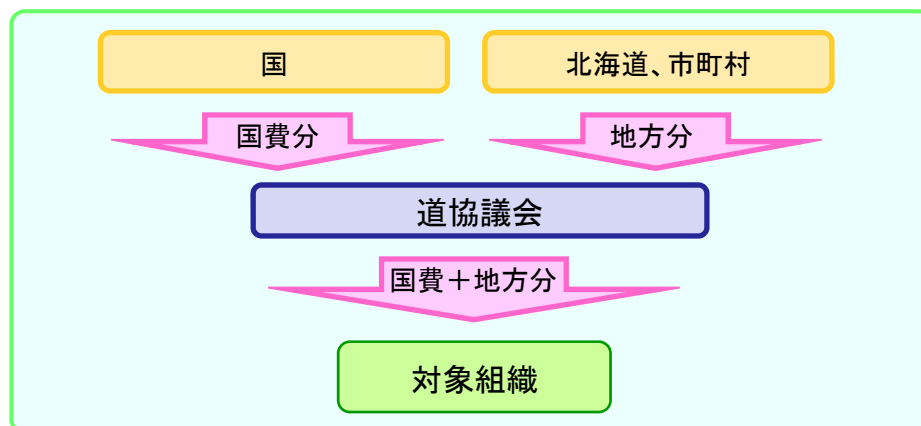 国
北海道、市町村
国費分
地方分
道協議会
国費＋地方分
対象組織